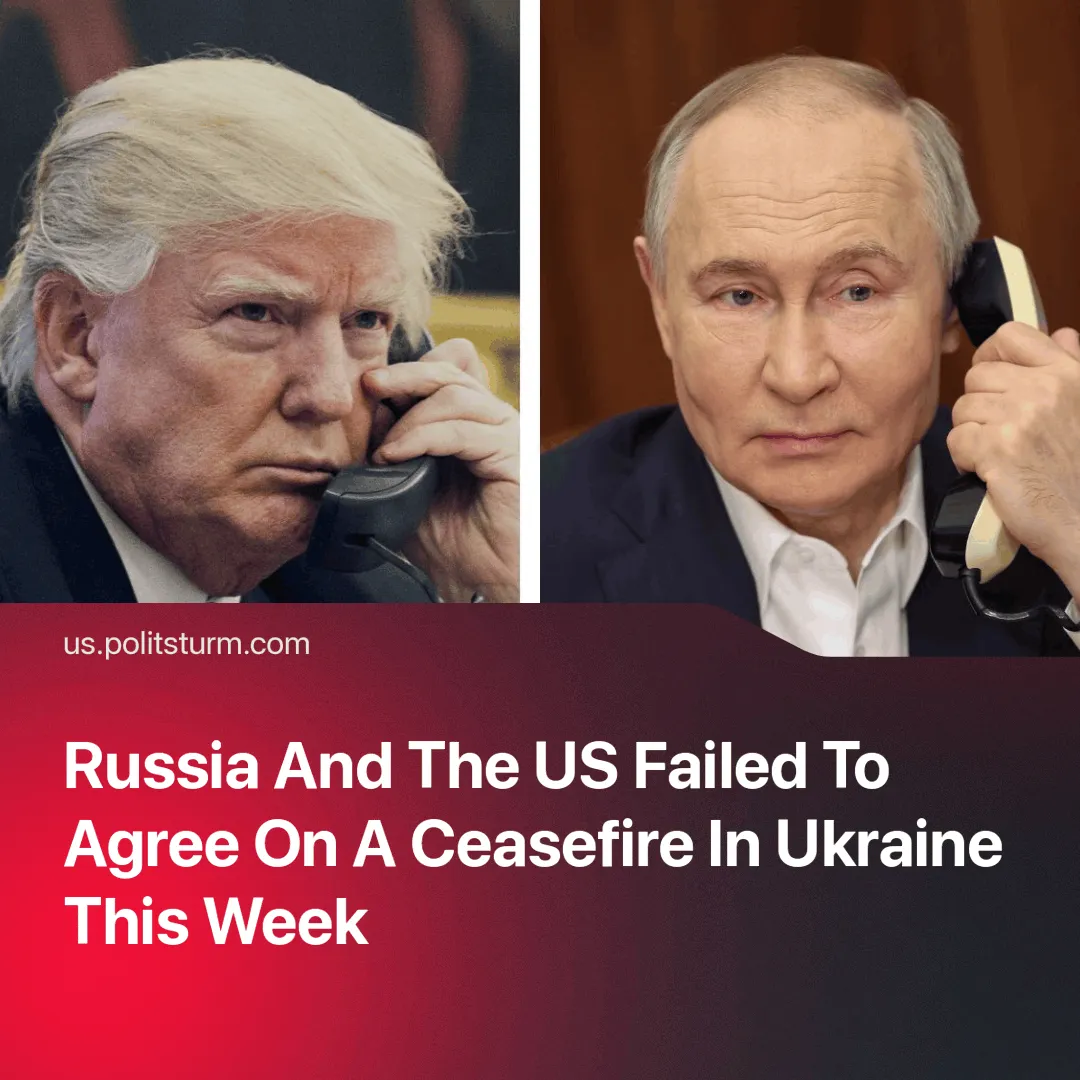 us.politsturm.com
Russia And The US Failed To
Agree On A Ceasefire In Ukraine
This Week